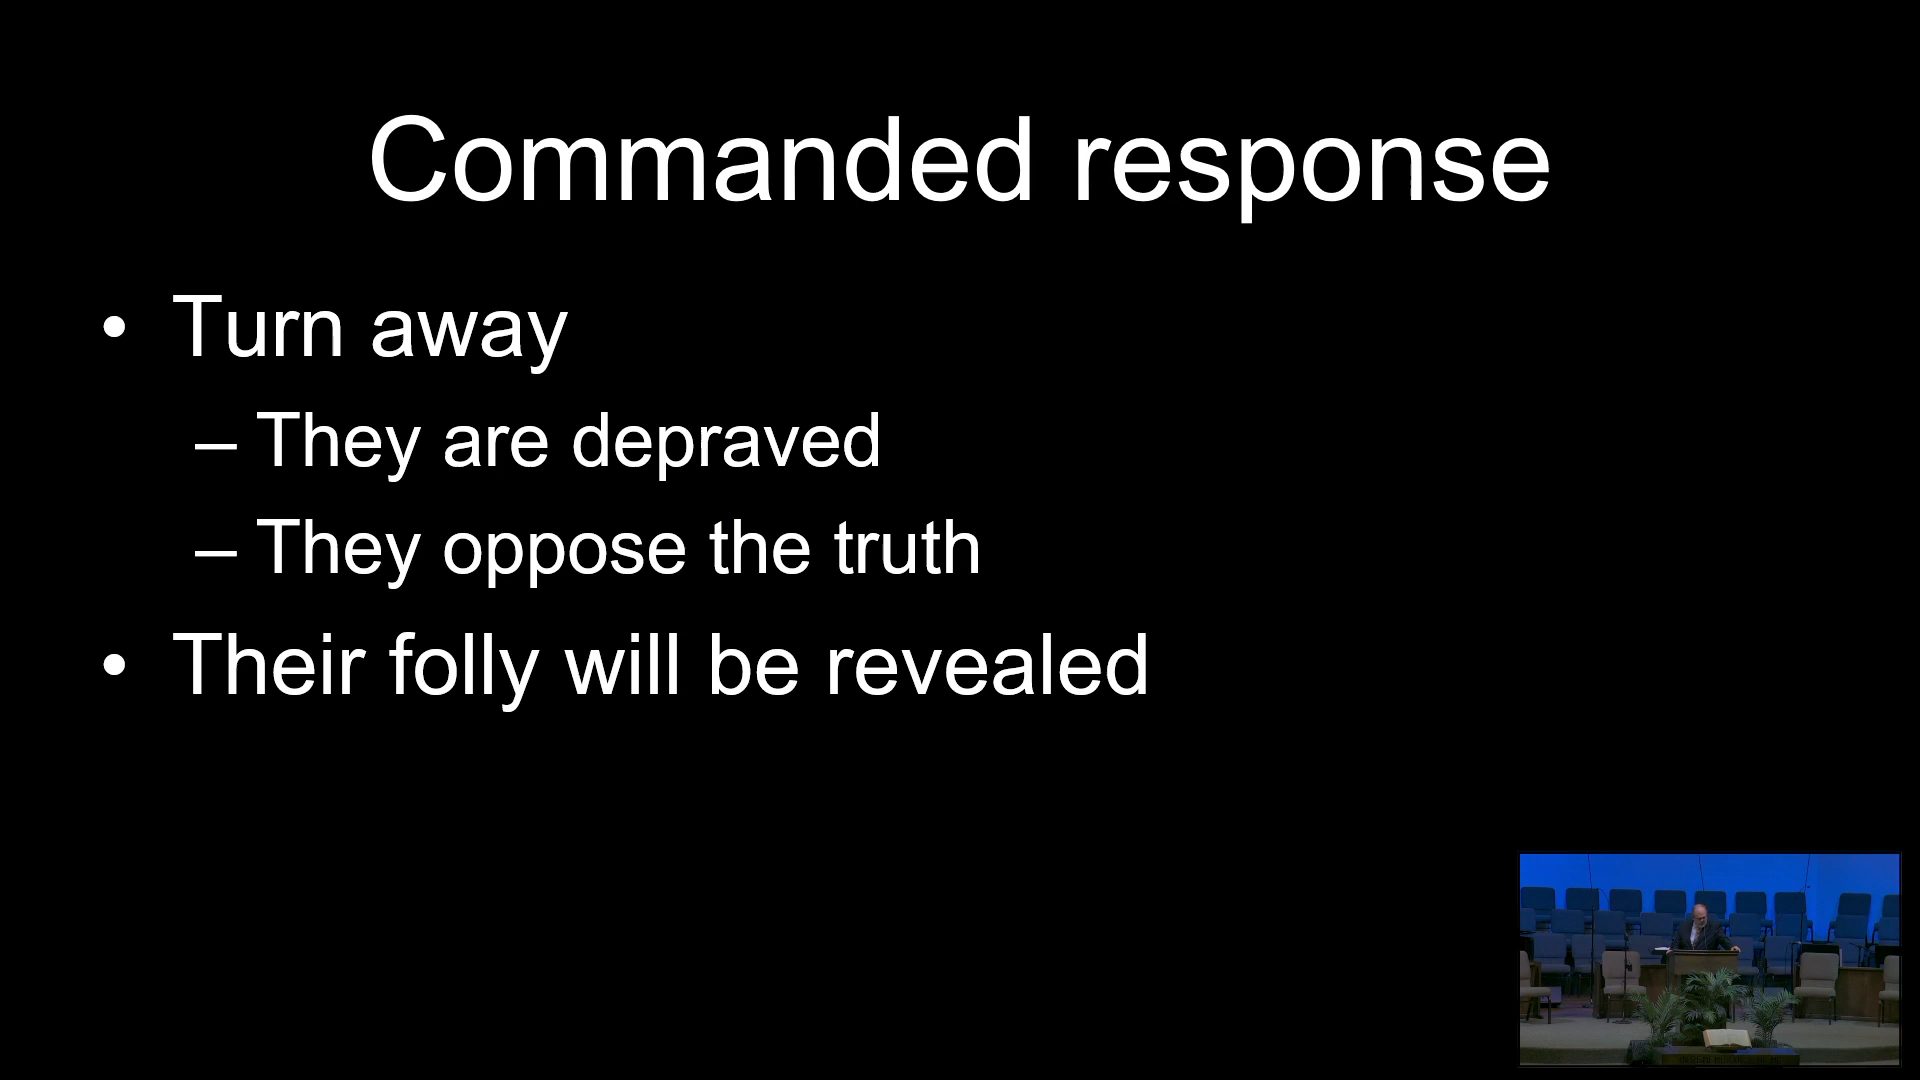 Commanded response
• Turn away
– They are depraved
– They oppose the truth
• Their folly will be revealed